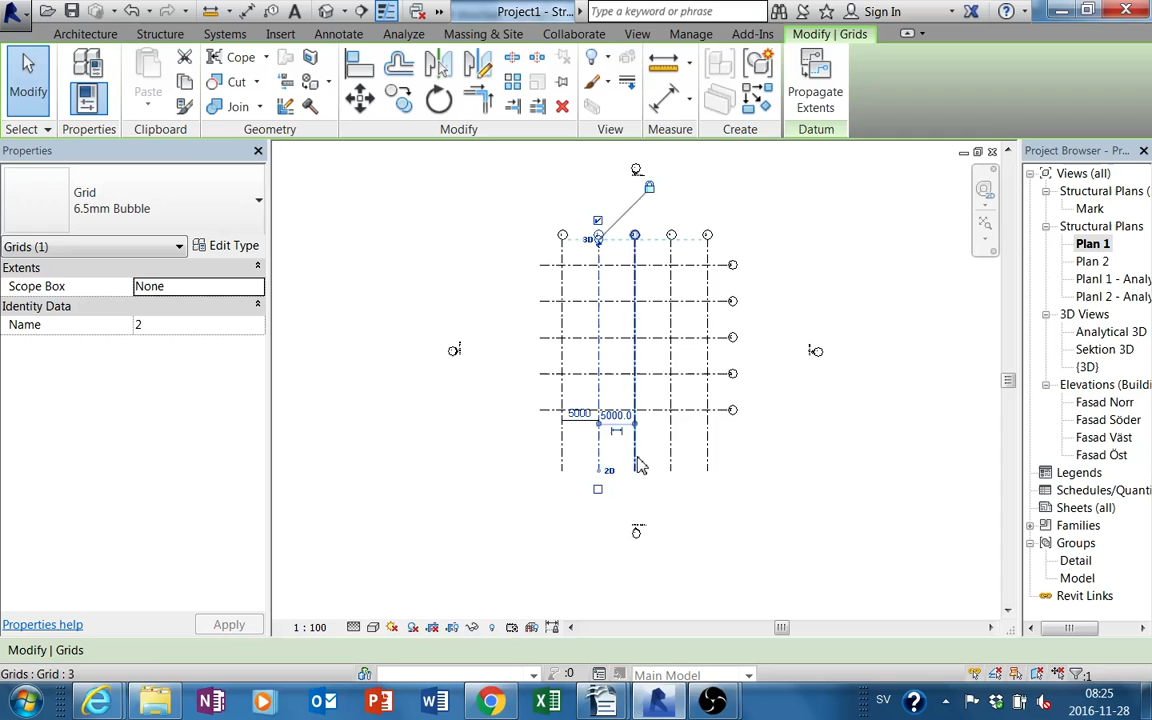 Project1 - Str...
Type a keyword or phrase
Sign In
Architecture
Structure
Systems
Insert
Annotate
Analyze
Massing & Site
Collaborate
View
Manage
Add-Ins
Modify | Grids
Modify
Paste
Cope
Cut
Join
Propagate
Extents
Select
Properties
Clipboard
Geometry
Modify
View
Measure
Create
Datum
Properties
Grid
6.5mm Bubble
Grids (1)
Edit Type
Extents
Scope Box
None
Identity Data
Name
2
Properties help
Apply
3D
5000
5000.0
2D
1 : 100
Project Browser - Pr...
Views (all)
Structural Plans (
Mark
Structural Plans
Plan 1
Plan 2
Planl 1 - Analy
Planl 2 - Analy
3D Views
Analytical 3D
Sektion 3D
{3D}
Elevations (Buildi
Fasad Norr
Fasad Söder
Fasad Väst
Fasad Öst
Legends
Schedules/Quanti
Sheets (all)
Families
Groups
Detail
Model
Revit Links
Modify | Grids
Grids : Grid : 3
:0
Main Model
:1
SV
08:25
2016-11-28